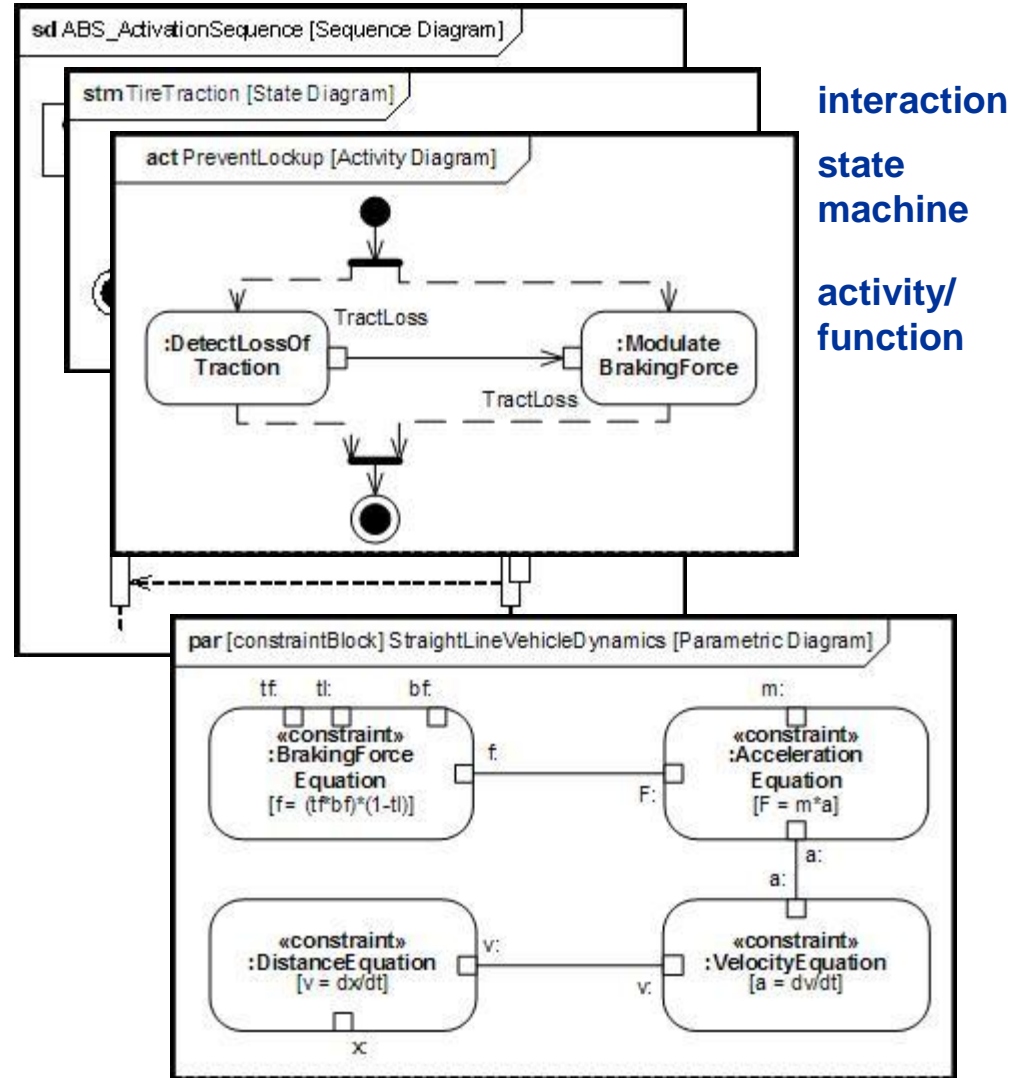 sd ABS_ActivationSequence [Sequence Diagram]
stm TireTraction [State Diagram]
act PreventLockup [Activity Diagram]
interaction
state
machine
activity/
function
TractLoss
:DetectLossOf
Traction
:Modulate
BrakingForce
TractLoss
par [constraintBlock] StraightLineVehicleDynamics [Parametric Diagram]
tf: tl: bf: m:
«constraint»
:BrakingForce
Equation
[f= (tf*bf)*(1-tl)]
f:
F:
«constraint»
:Acceleration
Equation
[F = m*a]
a:
a:
«constraint»
:DistanceEquation
[v = dx/dt]
v:
v:
«constraint»
:VelocityEquation
[a = dv/dt]
x: